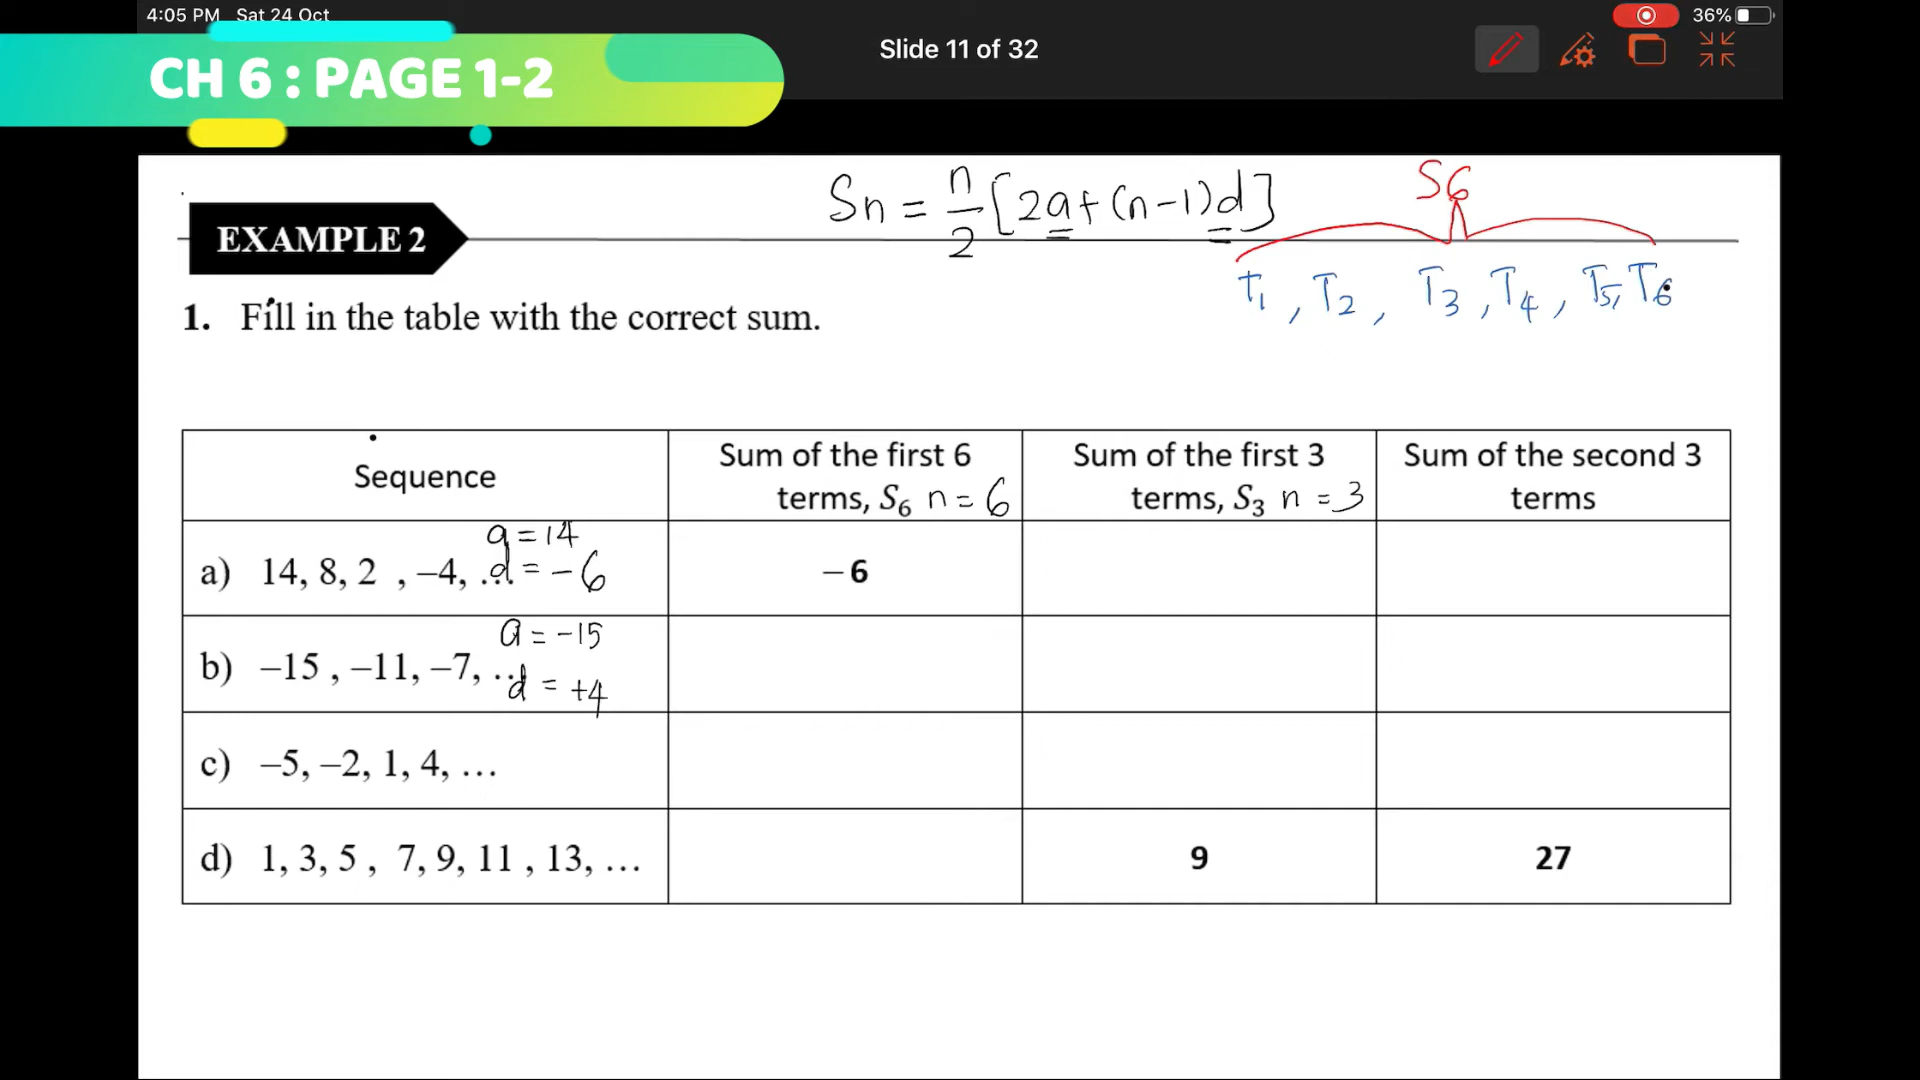 4:05 PM Sat 24 Oct
36%
Slide 11 of 32
CH 6 : PAGE 1-2
Sn = n/2 [2a + (n-1)d]
S6
EXAMPLE 2
T1 , T2 , T3 , T4 , T5, T6
1. Fill in the table with the correct sum.
Sequence
Sum of the first 6
terms, S6 n = 6
Sum of the first 3
terms, S3 n = 3
Sum of the second 3
terms
a = 14
a) 14, 8, 2 , –4, ... d = -6
–6
a = -15
b) –15 , –11, –7, ...
d = +4
c) –5, –2, 1, 4, …
d) 1, 3, 5 , 7, 9, 11 , 13, …
9
27